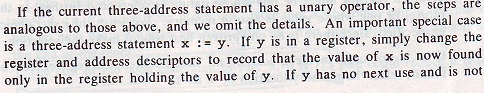 If the current three-address statement has a unary operator, the steps are
analogous to those above, and we omit the details. An important special case
is a three-address statement x := y. If y is in a register, simply change the
register and address descriptors to record that the value of x is now found
only in the register holding the value of y. If y has no next use and is not